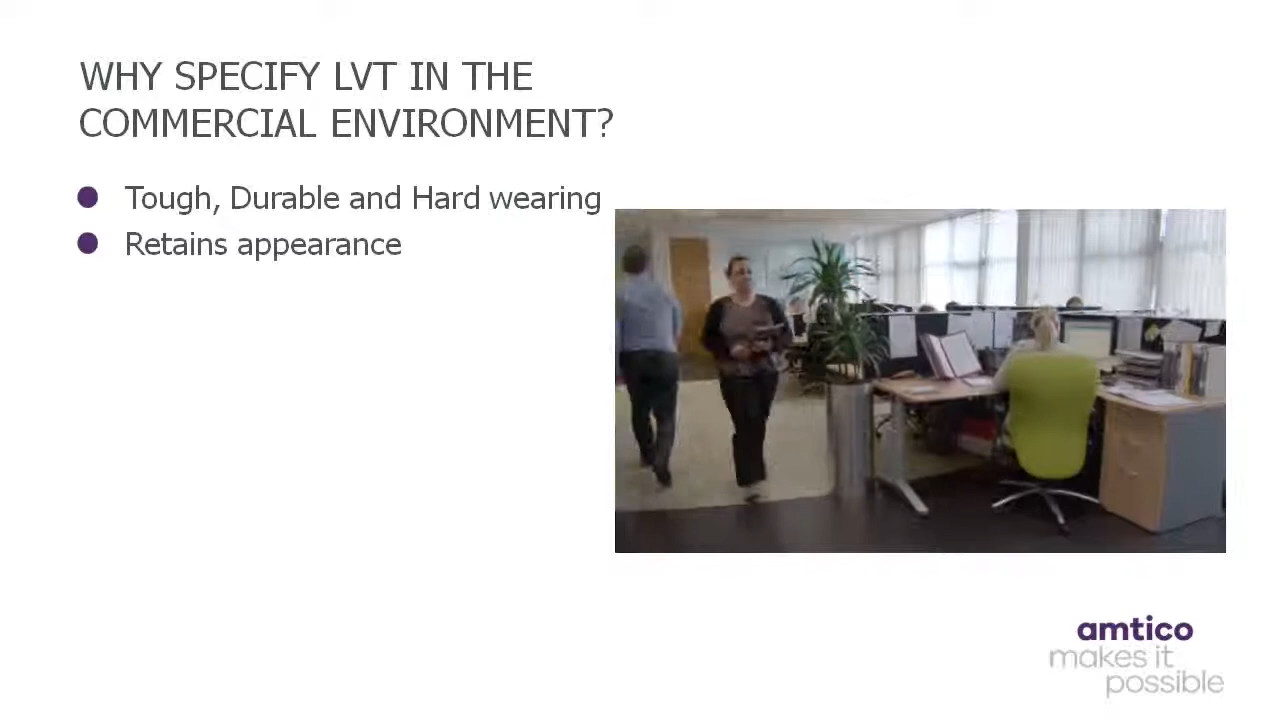 WHY SPECIFY LVT IN THE
COMMERCIAL ENVIRONMENT?
Tough, Durable and Hard wearing
Retains appearance
amtico
makes it
possible